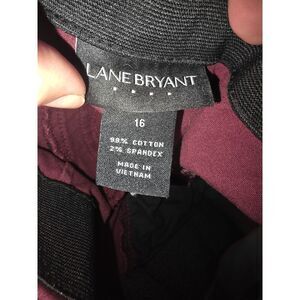 LANE BRYANT
16
98% COTTON
2% SPANDEX
MADE IN
VIETNAM